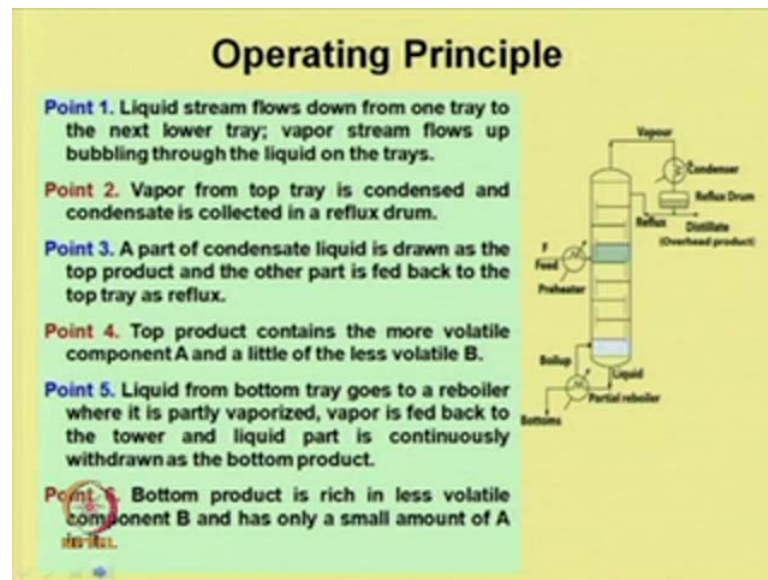 Operating Principle
Point 1. Liquid stream flows down from one tray to
the next lower tray; vapor stream flows up
bubbling through the liquid on the trays.
Point 2. Vapor from top tray is condensed and
condensate is collected in a reflux drum.
Point 3. A part of condensate liquid is drawn as the
top product and the other part is fed back to the
top tray as reflux.
Point 4. Top product contains the more volatile
component A and a little of the less volatile B.
Point 5. Liquid from bottom tray goes to a reboiler
where it is partly vaporized, vapor is fed back to
the tower and liquid part is continuously
withdrawn as the bottom product.
Point 6. Bottom product is rich in less volatile
component B and has only a small amount of A
NPTEL
Vapour
Condenser
Reflux Drum
Reflux
Distillate
(Overhead product)
F
Feed
Preheater
Boilup
Liquid
Partial reboiler
Bottoms